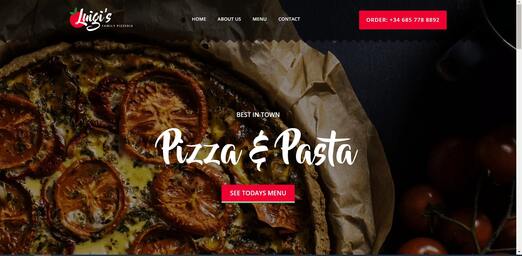 Luigi's
FAMILY PIZZERIA
HOME ABOUT US MENU CONTACT
ORDER: +34 685 778 8892
BEST IN TOWN
Pizza & Pasta
SEE TODAYS MENU